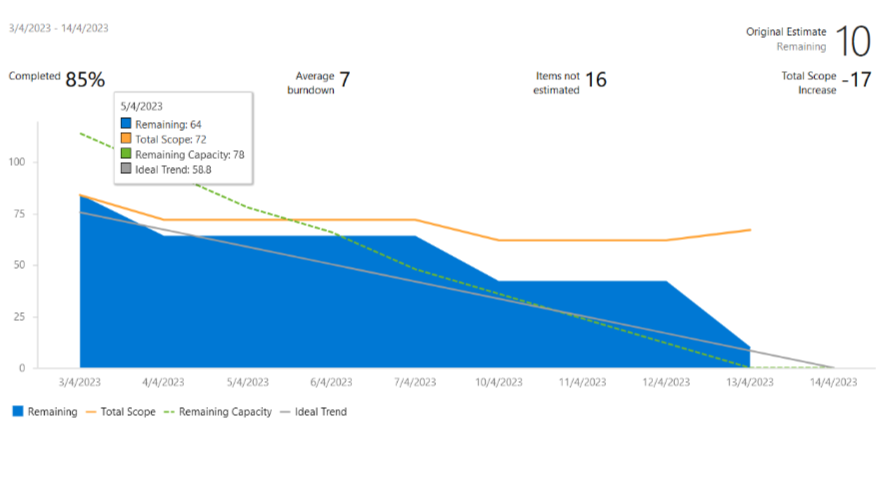 3/4/2023 - 14/4/2023
Original Estimate
Remaining
10
Completed 85%
Average
burndown
7
Items not
estimated
16
Total Scope
Increase
-17
5/4/2023
Remaining: 64
Total Scope: 72
Remaining Capacity: 78
Ideal Trend: 58.8
100
75
50
25
0
3/4/2023 4/4/2023 5/4/2023 6/4/2023 7/4/2023 10/4/2023 11/4/2023 12/4/2023 13/4/2023 14/4/2023
Remaining Total Scope Remaining Capacity Ideal Trend